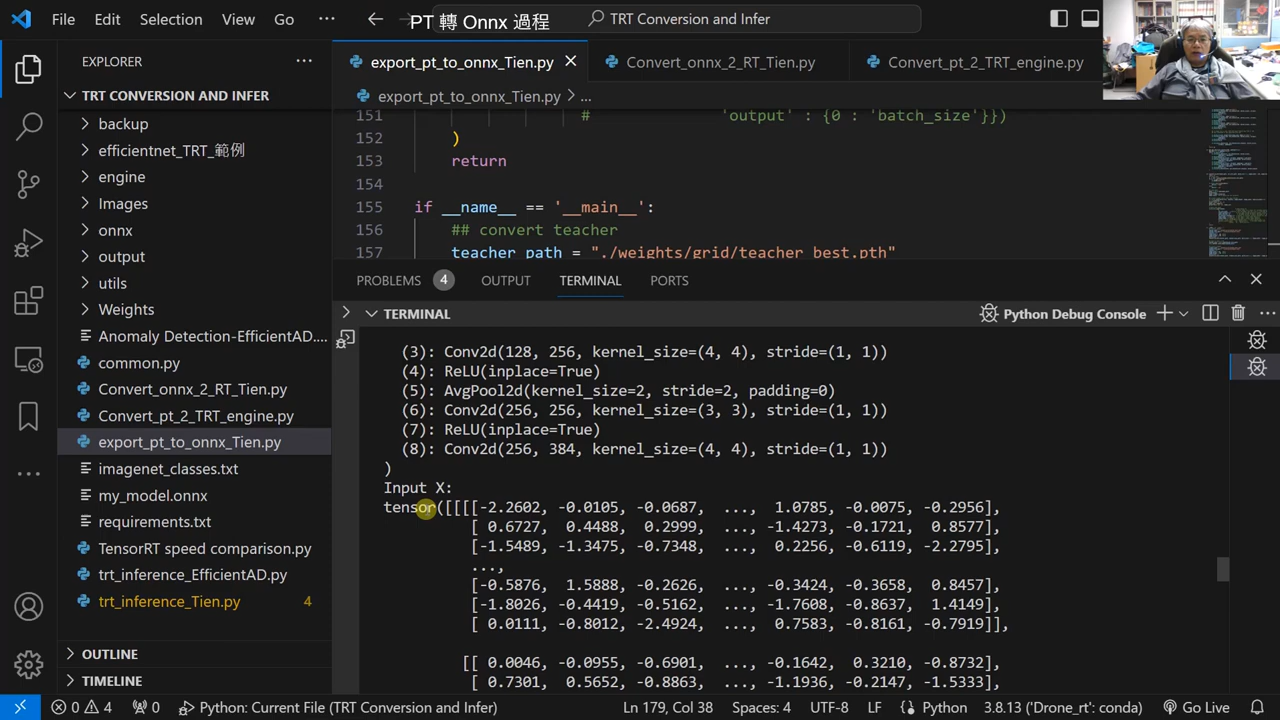 File Edit Selection View Go ··· PT 轉 Onnx 過程 TRT Conversion and Infer
EXPLORER ···
TRT CONVERSION AND INFER
backup
efficientnet_TRT_範例
engine
Images
onnx
output
utils
Weights
Anomaly Detection-EfficientAD....
common.py
Convert_onnx_2_RT_Tien.py
Convert_pt_2_TRT_engine.py
export_pt_to_onnx_Tien.py
imagenet_classes.txt
my_model.onnx
requirements.txt
TensorRT speed comparison.py
trt_inference_EfficientAD.py
trt_inference_Tien.py 4
OUTLINE
TIMELINE
export_pt_to_onnx_Tien.py Convert_onnx_2_RT_Tien.py Convert_pt_2_TRT_engine.py
export_pt_to_onnx_Tien.py > ...
151 # 'output' : {0 : 'batch_size'}})
152 )
153 return
154
155 if __name__ == '__main__':
156 ## convert teacher
157 teacher_path = "./weights/grid/teacher_best.pth"
PROBLEMS 4 OUTPUT TERMINAL PORTS
TERMINAL Python Debug Console ···
(3): Conv2d(128, 256, kernel_size=(4, 4), stride=(1, 1))
(4): ReLU(inplace=True)
(5): AvgPool2d(kernel_size=2, stride=2, padding=0)
(6): Conv2d(256, 256, kernel_size=(3, 3), stride=(1, 1))
(7): ReLU(inplace=True)
(8): Conv2d(256, 384, kernel_size=(4, 4), stride=(1, 1))
)
Input X:
tensor([[[[-2.2602, -0.0105, -0.0687, ..., 1.0785, -0.0075, -0.2956],
[ 0.6727, 0.4488, 0.2999, ..., -1.4273, -0.1721, 0.8577],
[-1.5489, -1.3475, -0.7348, ..., 0.2256, -0.6119, -2.2795],
...,
[-0.5876, 1.5888, -0.2626, ..., -0.3424, -0.3658, 0.8457],
[-1.8026, -0.4419, -0.5162, ..., -1.7608, -0.8637, 1.4149],
[ 0.0111, -0.8012, -2.4924, ..., 0.7583, -0.8161, -0.7919]],
[[ 0.0046, -0.0955, -0.6901, ..., -0.1642, 0.3210, -0.8732],
[ 0.7301, 0.5652, -0.8863, ..., -1.1936, -0.2147, -1.5333],
0 4 0 Python: Current File (TRT Conversion and Infer) Ln 179, Col 38 Spaces: 4 UTF-8 LF Python 3.8.13 ('Drone_rt': conda) Go Live